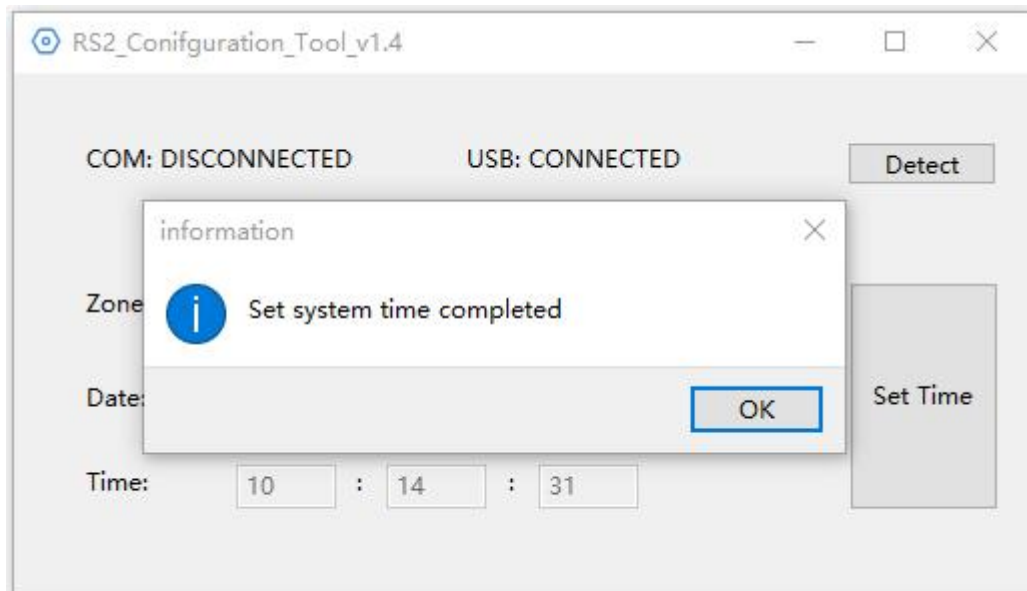 RS2_Conifguration_Tool_v1.4
COM: DISCONNECTED USB: CONNECTED Detect
information
Zone
Set system time completed
Date:
OK
Set Time
Time: 10 : 14 : 31